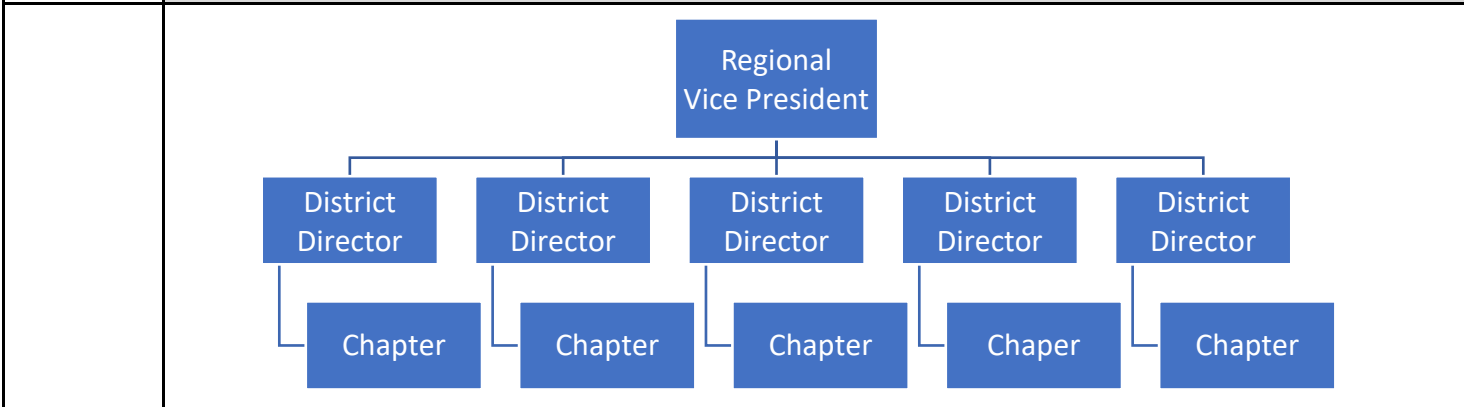 Regional
Vice President
District
Director
District
Director
District
Director
District
Director
District
Director
Chapter
Chapter
Chapter
Chaper
Chapter